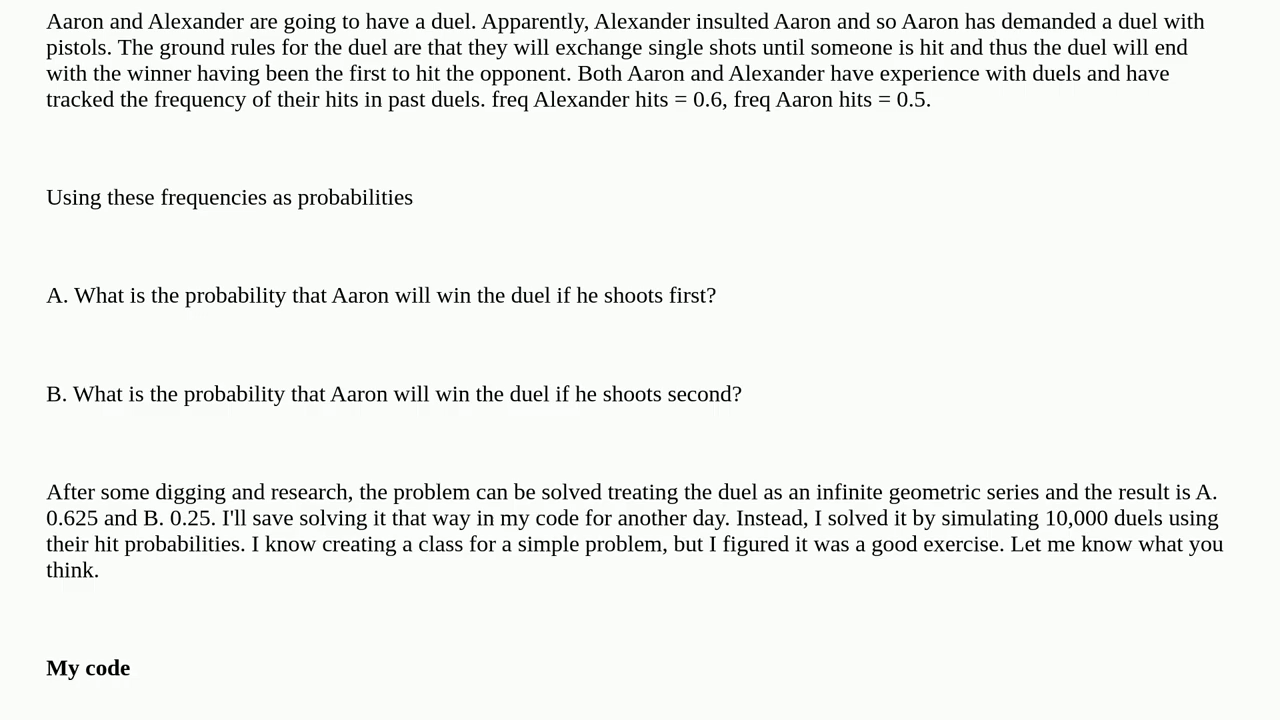 Aaron and Alexander are going to have a duel. Apparently, Alexander insulted Aaron and so Aaron has demanded a duel with
pistols. The ground rules for the duel are that they will exchange single shots until someone is hit and thus the duel will end
with the winner having been the first to hit the opponent. Both Aaron and Alexander have experience with duels and have
tracked the frequency of their hits in past duels. freq Alexander hits = 0.6, freq Aaron hits = 0.5.
Using these frequencies as probabilities
A. What is the probability that Aaron will win the duel if he shoots first?
B. What is the probability that Aaron will win the duel if he shoots second?
After some digging and research, the problem can be solved treating the duel as an infinite geometric series and the result is A.
0.625 and B. 0.25. I'll save solving it that way in my code for another day. Instead, I solved it by simulating 10,000 duels using
their hit probabilities. I know creating a class for a simple problem, but I figured it was a good exercise. Let me know what you
think.
My code